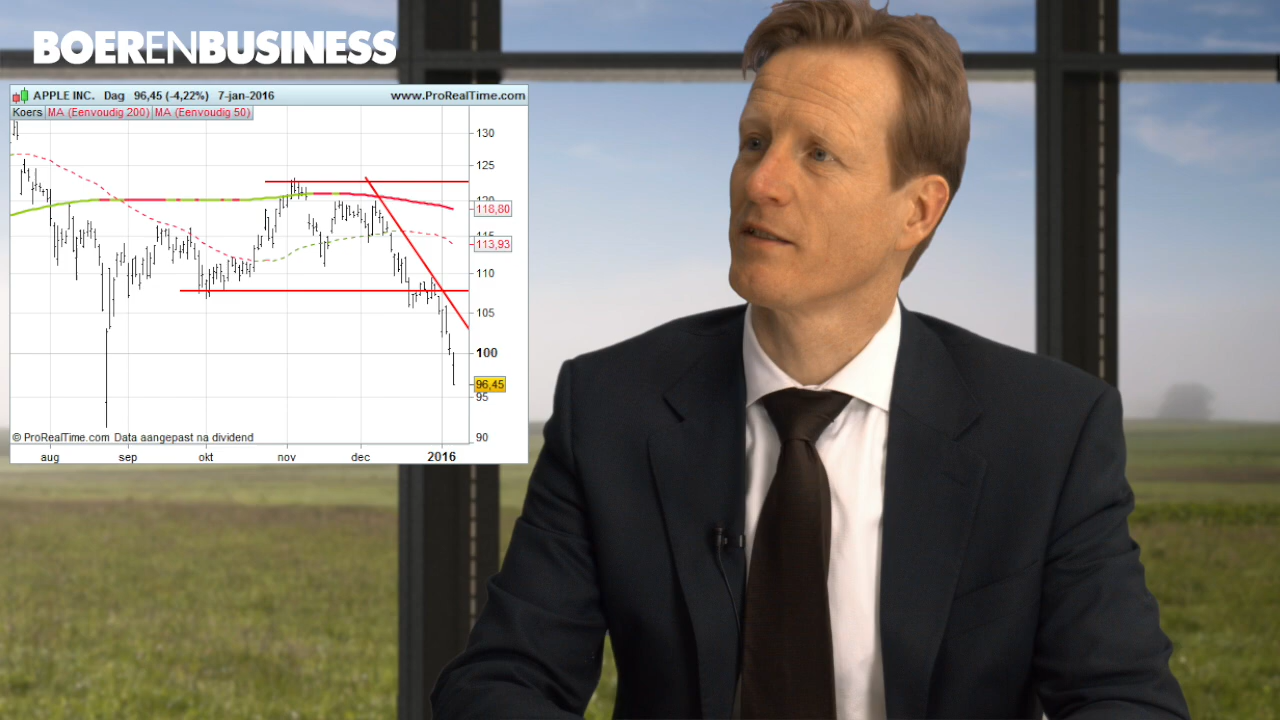 BOERENBUSINESS
APPLE INC. Dag 96,45 (-4,22%) 7-jan-2016 www.ProRealTime.com
Koers MA (Eenvoudig 200) MA (Eenvoudig 50)
130
125
120
118,80
115
113,93
110
105
100
96,45
95
90
© ProRealTime.com Data aangepast na dividend
aug sep okt nov dec 2016